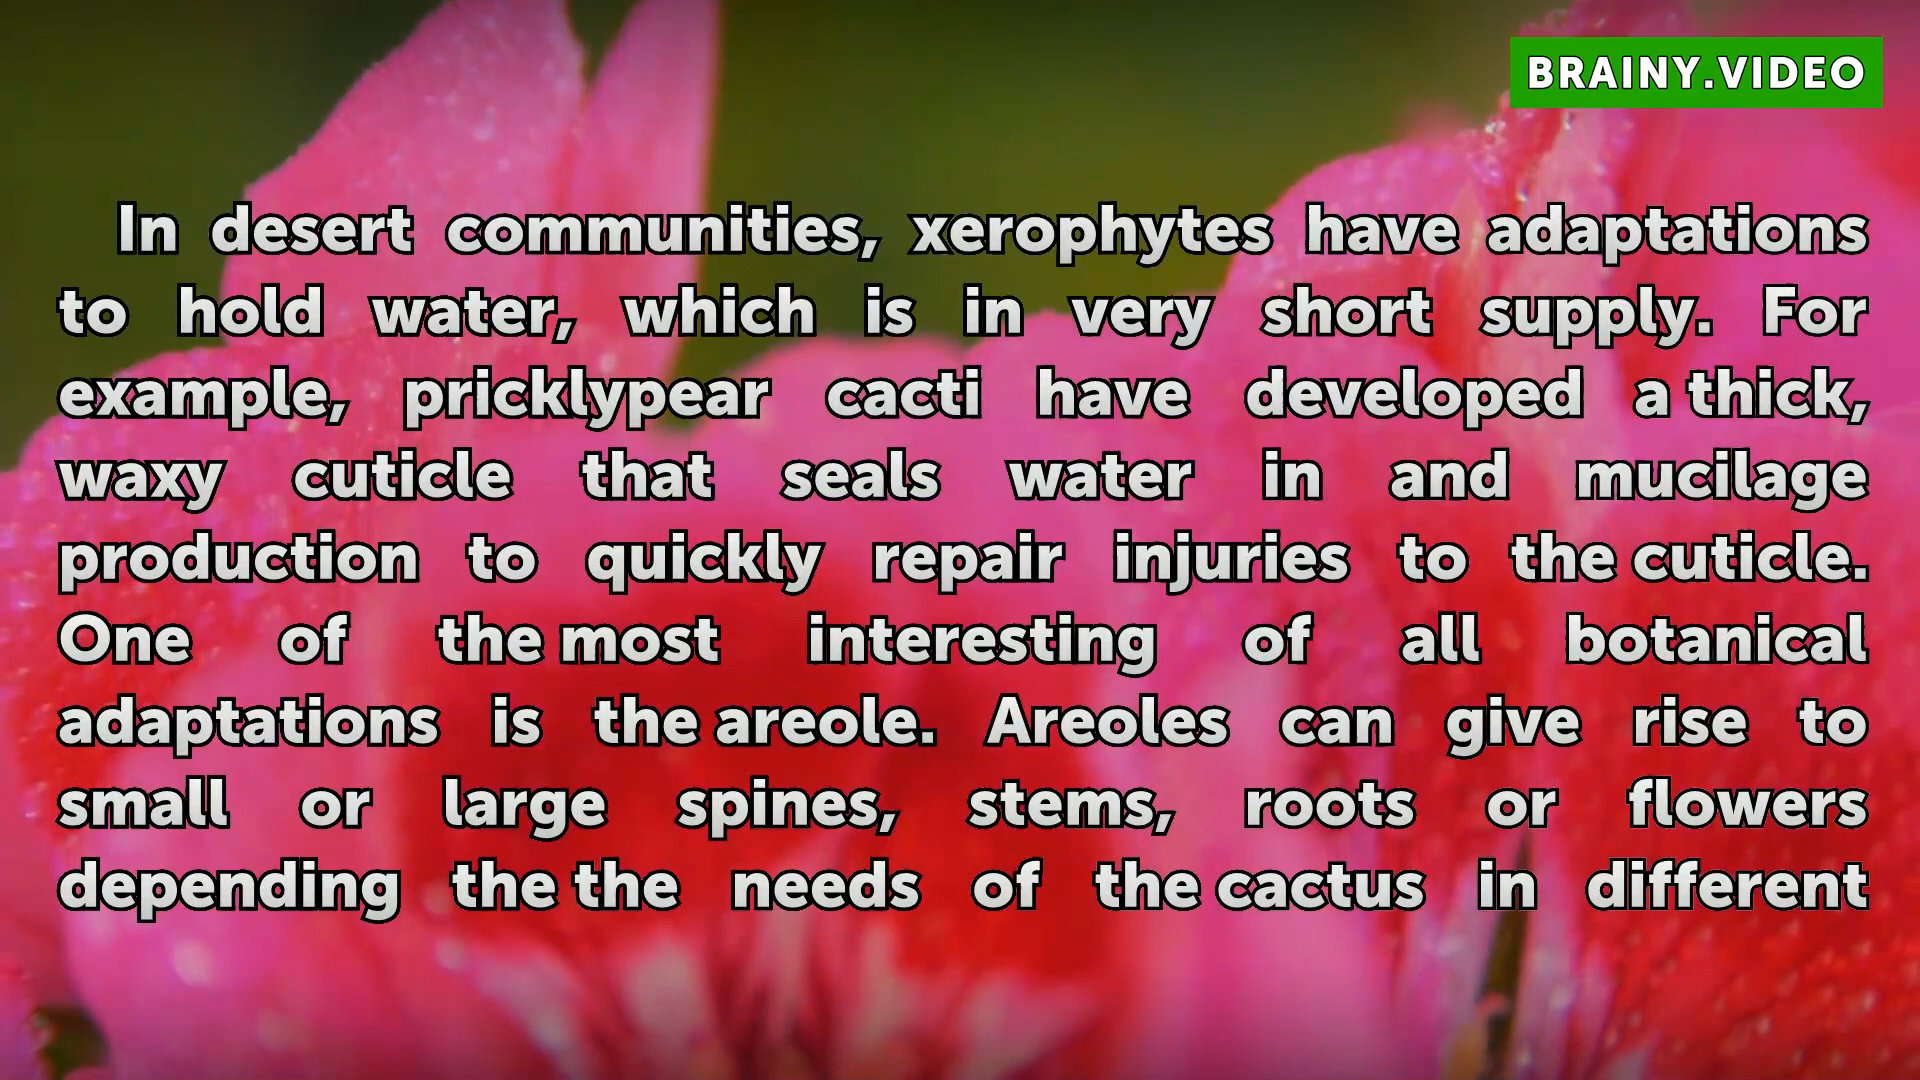 BRAINY.VIDEO
In desert communities, xerophytes have adaptations
to hold water, which is in very short supply. For
example, pricklypear cacti have developed a thick,
waxy cuticle that seals water in and mucilage
production to quickly repair injuries to the cuticle.
One of the most interesting of all botanical
adaptations is the areole. Areoles can give rise to
small or large spines, stems, roots or flowers
depending the the needs of the cactus in different